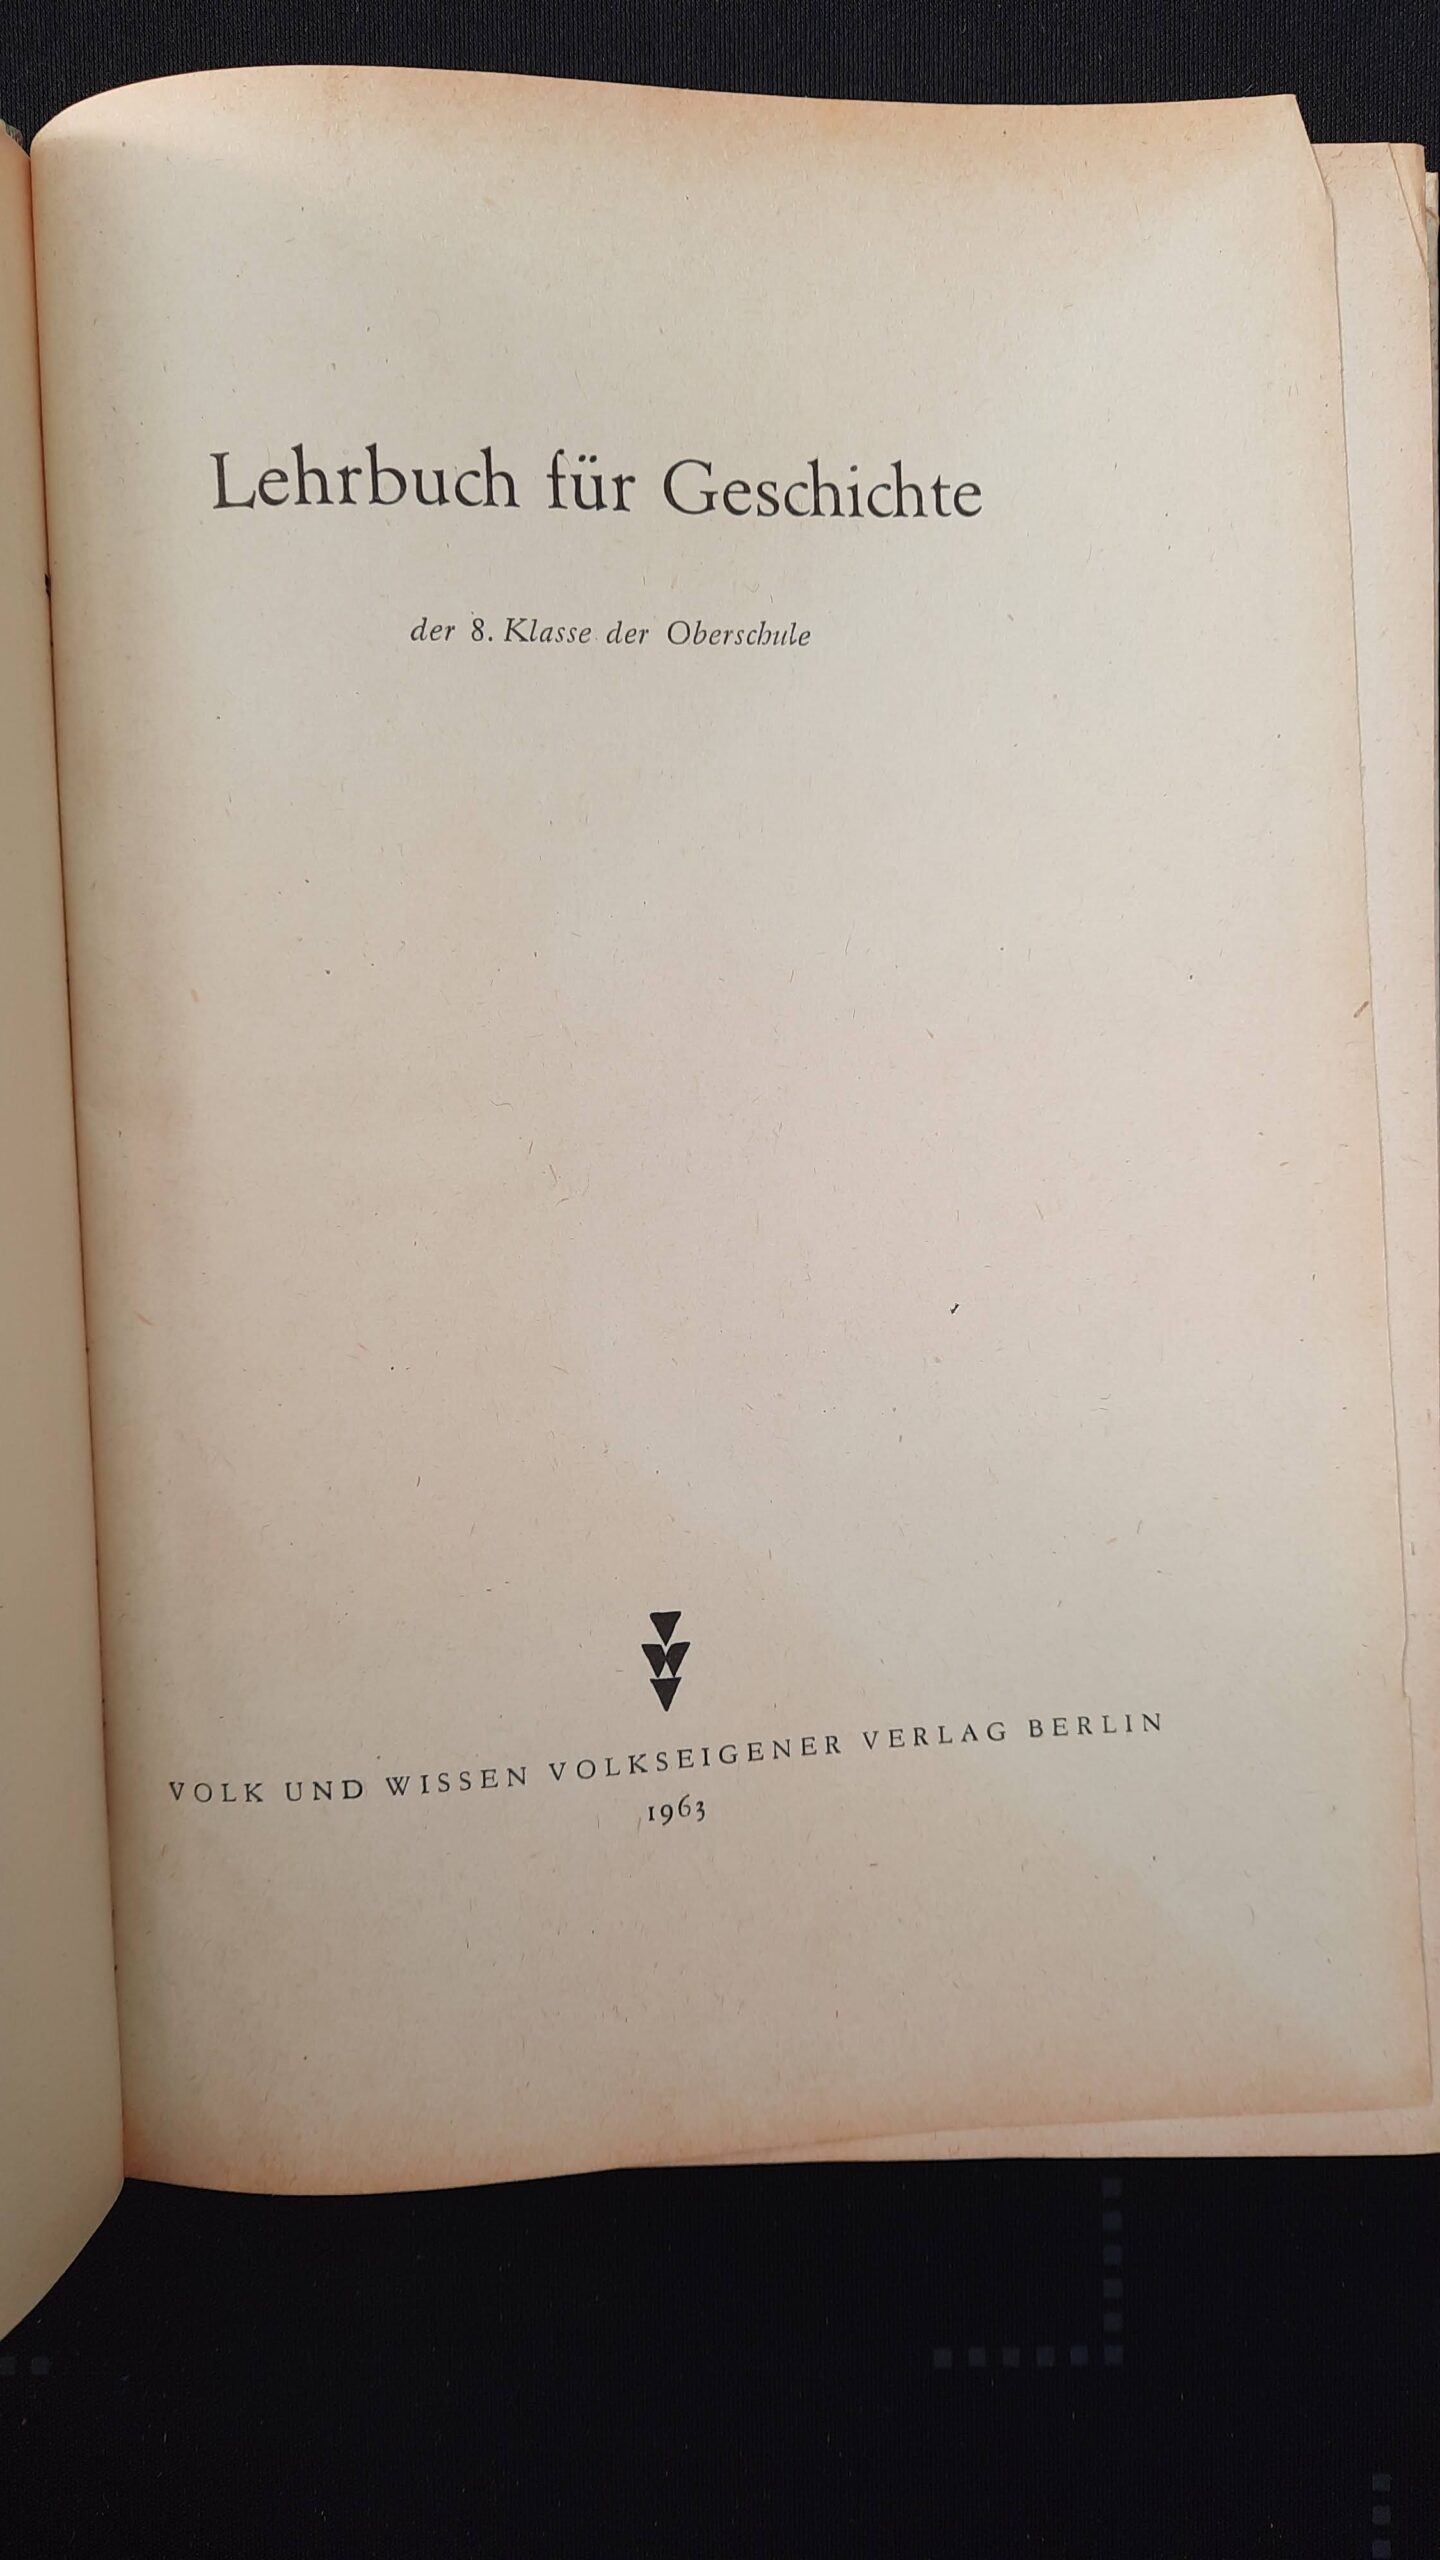 Lehrbuch für Geschichte
der 8. Klasse der Oberschule
VOLK UND WISSEN VOLKSEIGENER VERLAG BERLIN
1963